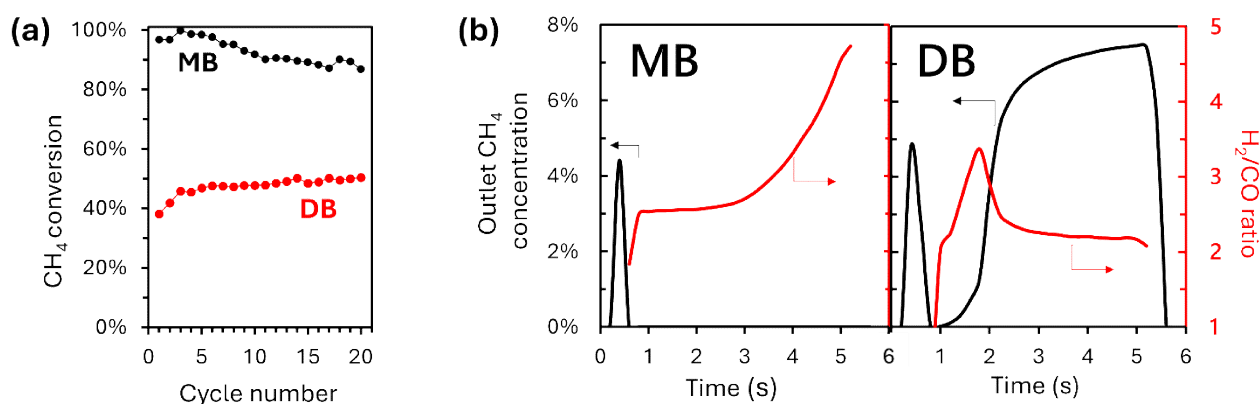 (a)
100%
80%
60%
40%
20%
0%
CH₄ conversion
MB
DB
0 5 10 15 20
Cycle number
(b)
8%
6%
4%
2%
0%
Outlet CH₄
concentration
MB
0 1 2 3 4 5 6
Time (s)
DB
1 2 3 4 5 6
Time (s)
5
4
3
2
1
H₂/CO ratio